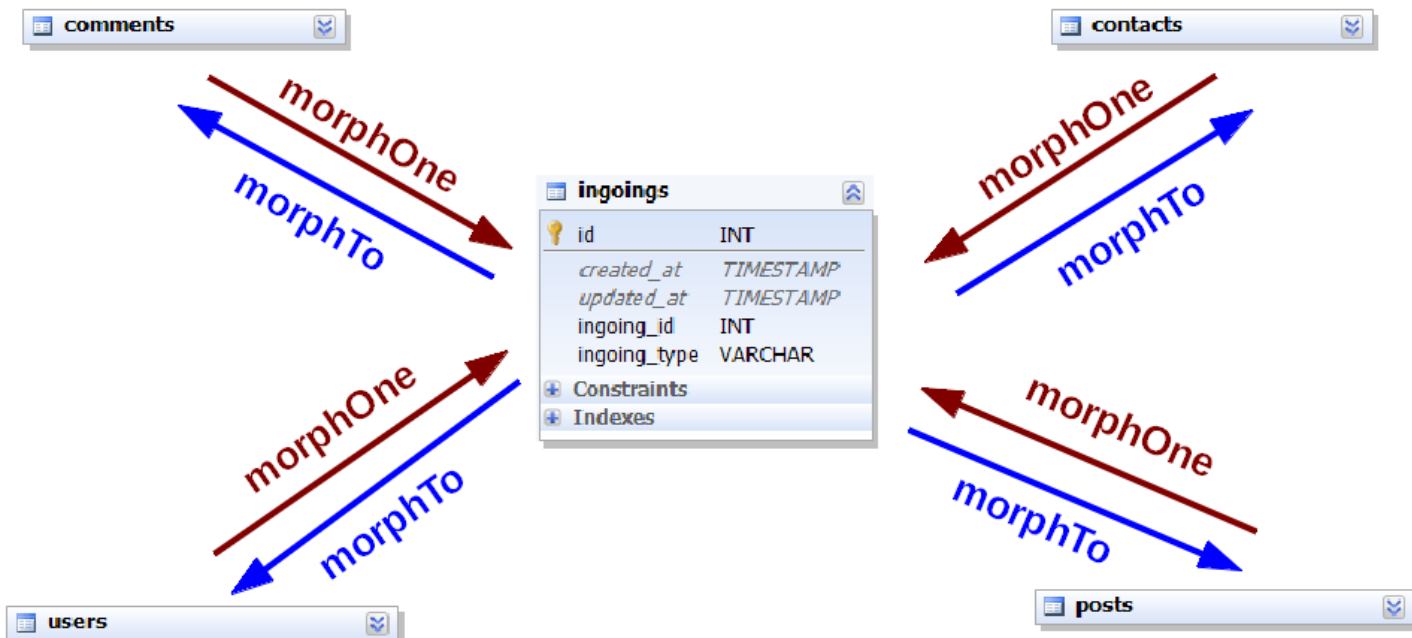 comments
contacts
morphOne
morphTo
morphOne
morphTo
ingoings
id INT
created_at TIMESTAMP
updated_at TIMESTAMP
ingoing_id INT
ingoing_type VARCHAR
Constraints
Indexes
morphOne
morphTo
morphOne
morphTo
users
posts